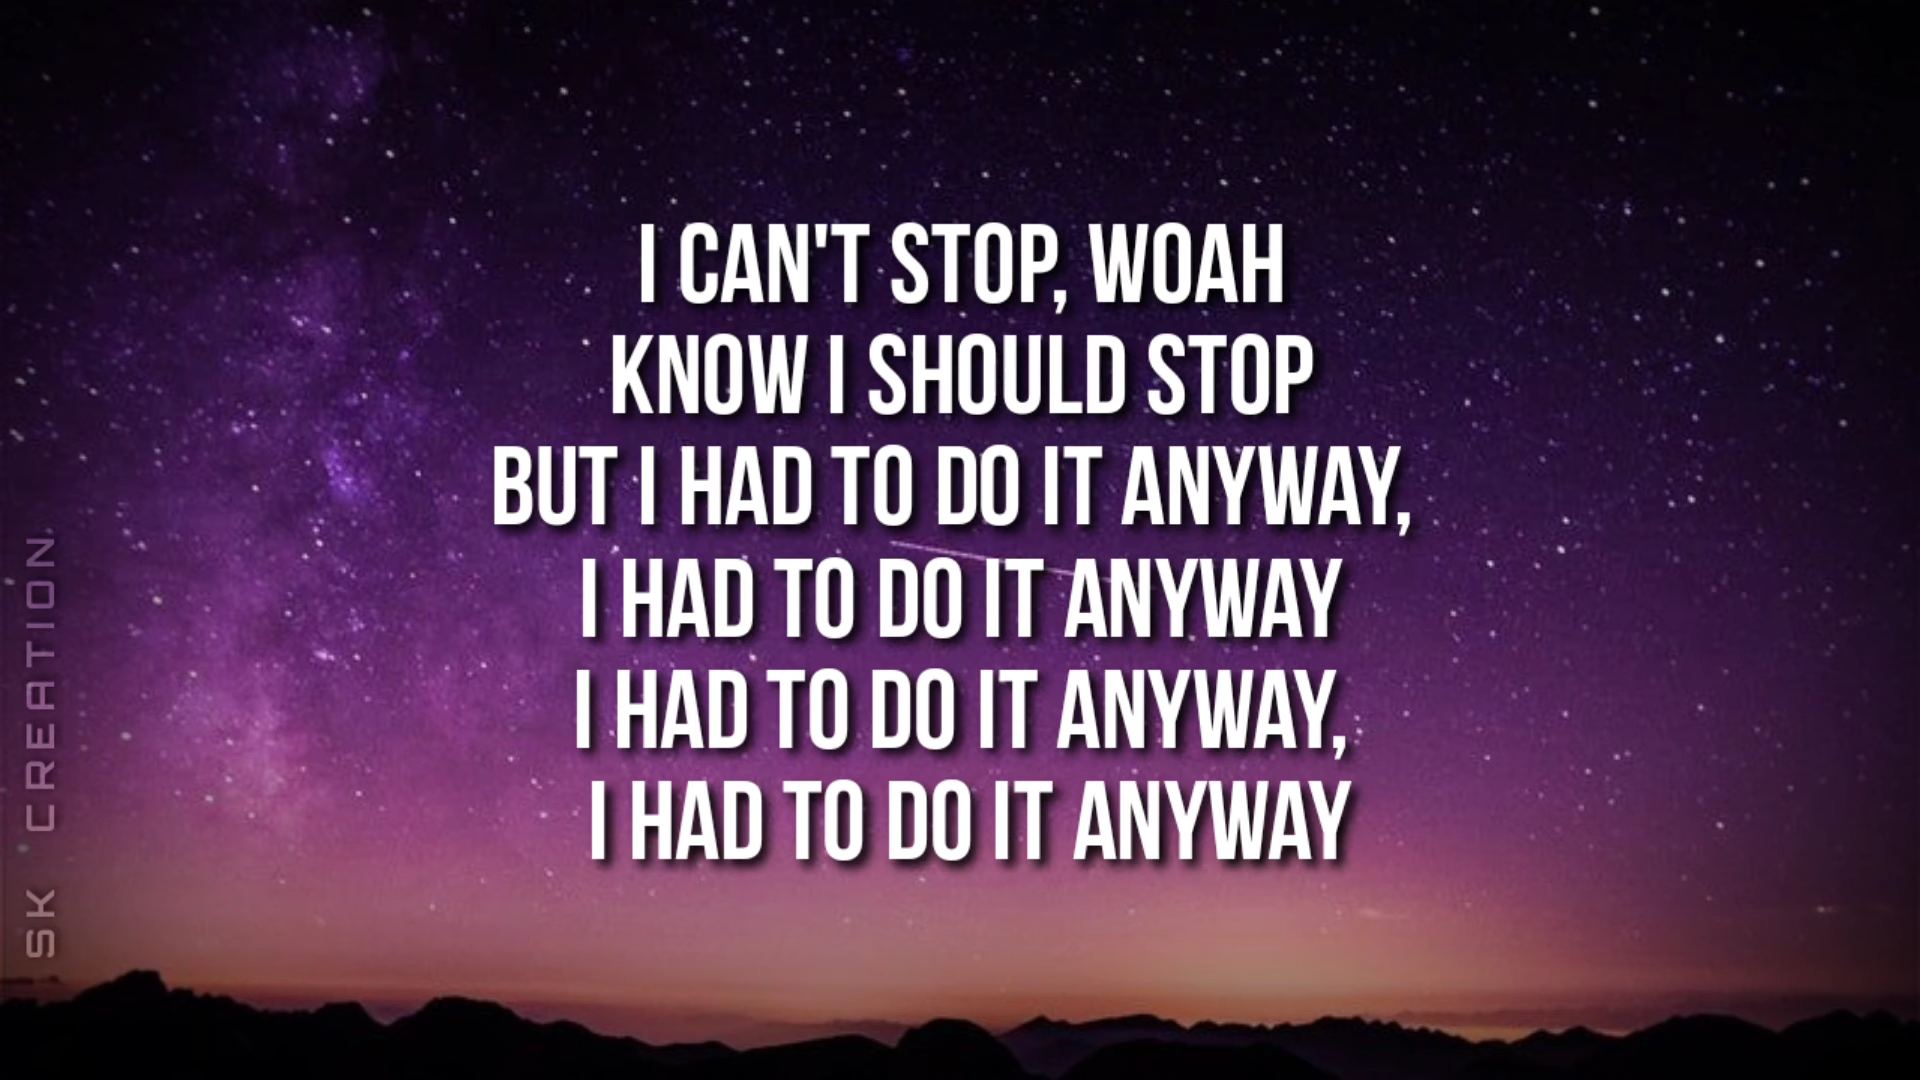 I CAN'T STOP, WOAH
KNOW I SHOULD STOP
BUT I HAD TO DO IT ANYWAY,
I HAD TO DO IT ANYWAY
I HAD TO DO IT ANYWAY,
I HAD TO DO IT ANYWAY
SK CREATION